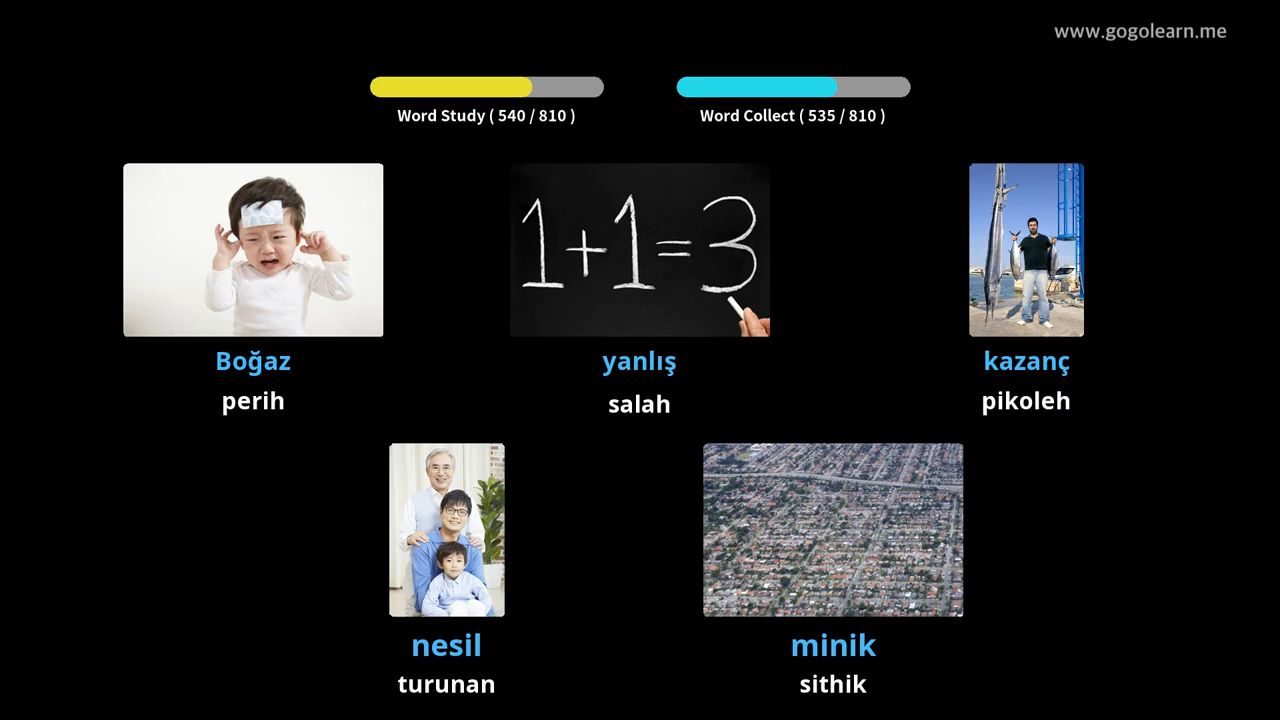 www.gogolearn.me
Word Study ( 540 / 810 )
Word Collect ( 535 / 810 )
1+1=3
Boğaz
perih
yanlış
salah
kazanç
pikoleh
nesil
turunan
minik
sithik